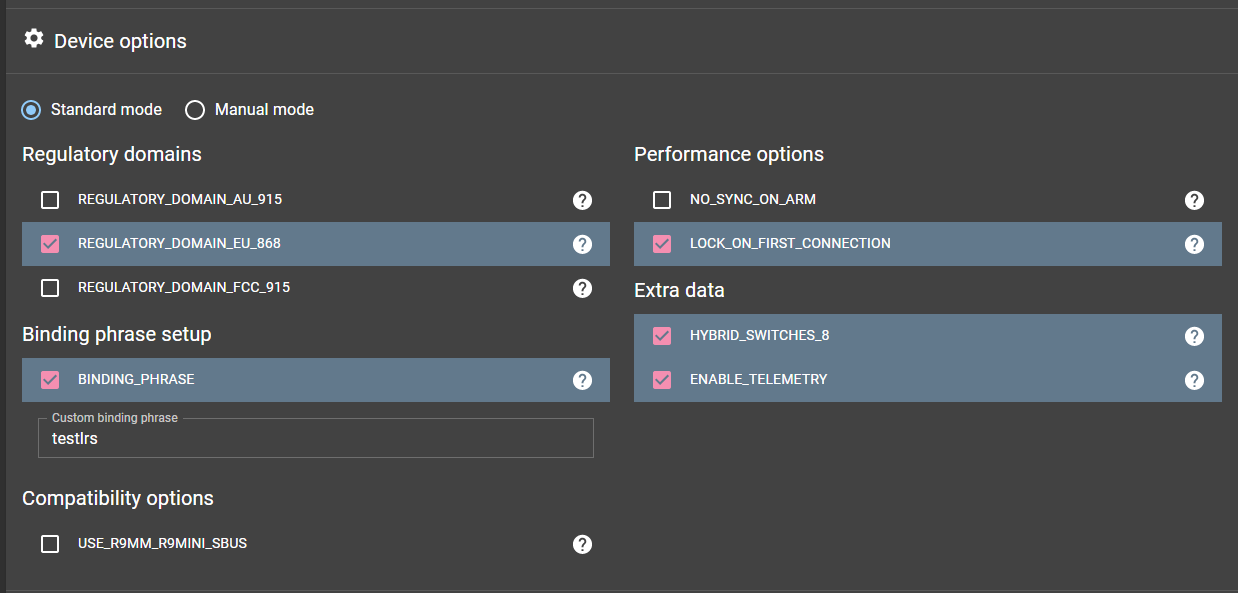 Device options
Standard mode
Manual mode
Regulatory domains
REGULATORY_DOMAIN_AU_915
REGULATORY_DOMAIN_EU_868
REGULATORY_DOMAIN_FCC_915
Binding phrase setup
BINDING_PHRASE
Custom binding phrase
testlrs
Compatibility options
USE_R9MM_R9MINI_SBUS
Performance options
NO_SYNC_ON_ARM
LOCK_ON_FIRST_CONNECTION
Extra data
HYBRID_SWITCHES_8
ENABLE_TELEMETRY